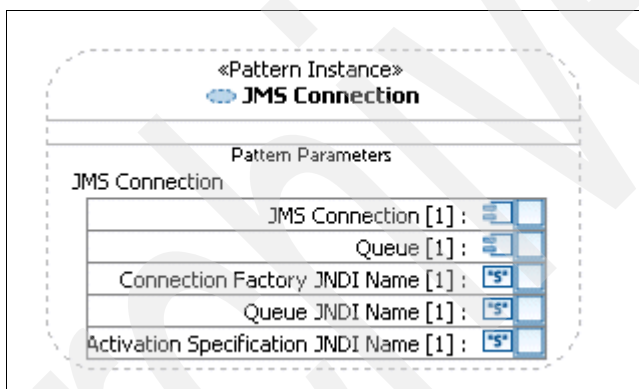 «Pattern Instance»
JMS Connection
Pattern Parameters
JMS Connection
JMS Connection [1] :
Queue [1] :
Connection Factory JNDI Name [1] : "S"
Queue JNDI Name [1] : "S"
Activation Specification JNDI Name [1] : "S"